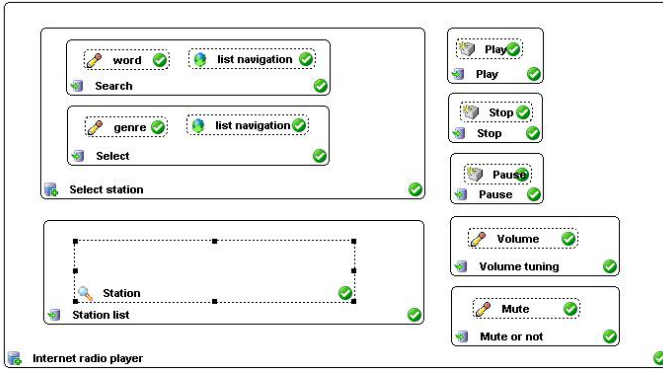 word
list navigation
Search
genre
list navigation
Select
Select station
Station
Station list
Play
Play
Stop
Stop
Pause
Pause
Volume
Volume tuning
Mute
Mute or not
Internet radio player